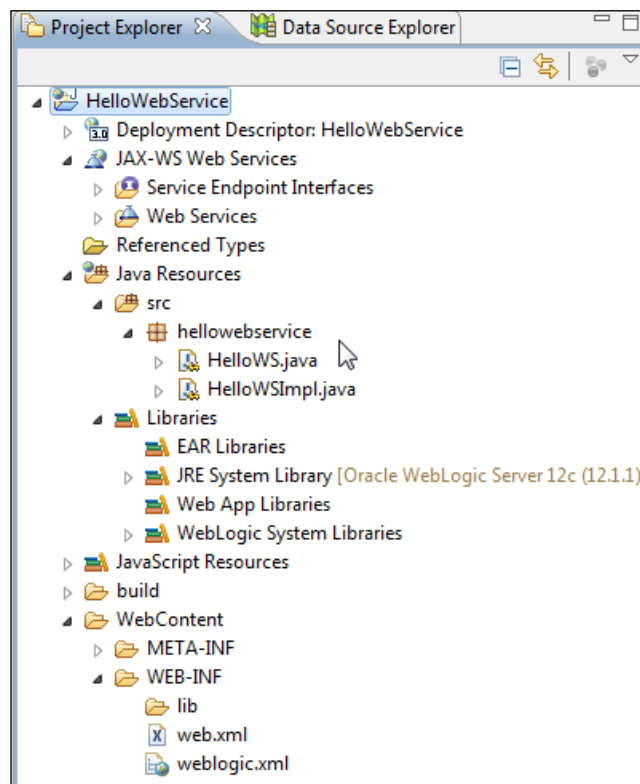 Project Explorer Data Source Explorer
HelloWebService
3.0 Deployment Descriptor: HelloWebService
JAX-WS Web Services
Service Endpoint Interfaces
Web Services
Referenced Types
Java Resources
src
hellowebservice
HelloWS.java
HelloWSImpl.java
Libraries
EAR Libraries
JRE System Library [Oracle WebLogic Server 12c (12.1.1)
Web App Libraries
WebLogic System Libraries
JavaScript Resources
build
WebContent
META-INF
WEB-INF
lib
web.xml
weblogic.xml